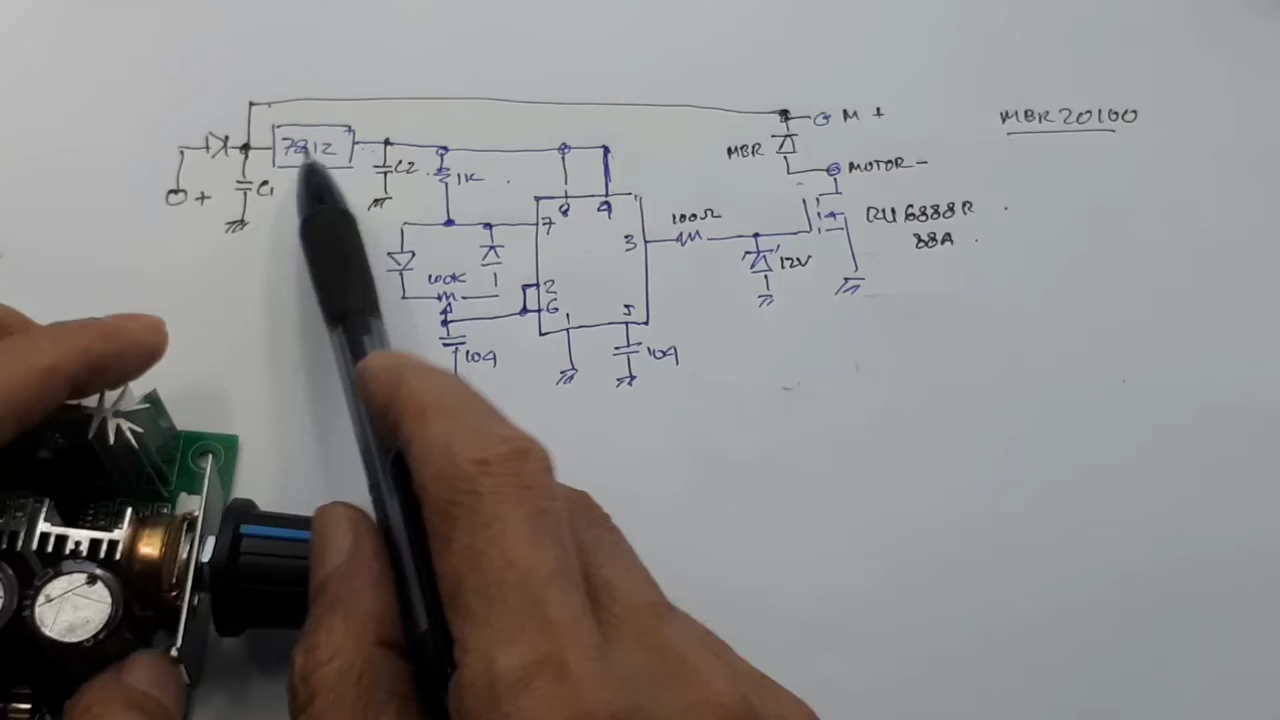 M +
MBR20100
7812
MBR
MOTOR -
C2
1K
+
C1
8
4
7
3
100Ω
RU6888R
88A
12V
100K
2
6
1
5
104
104